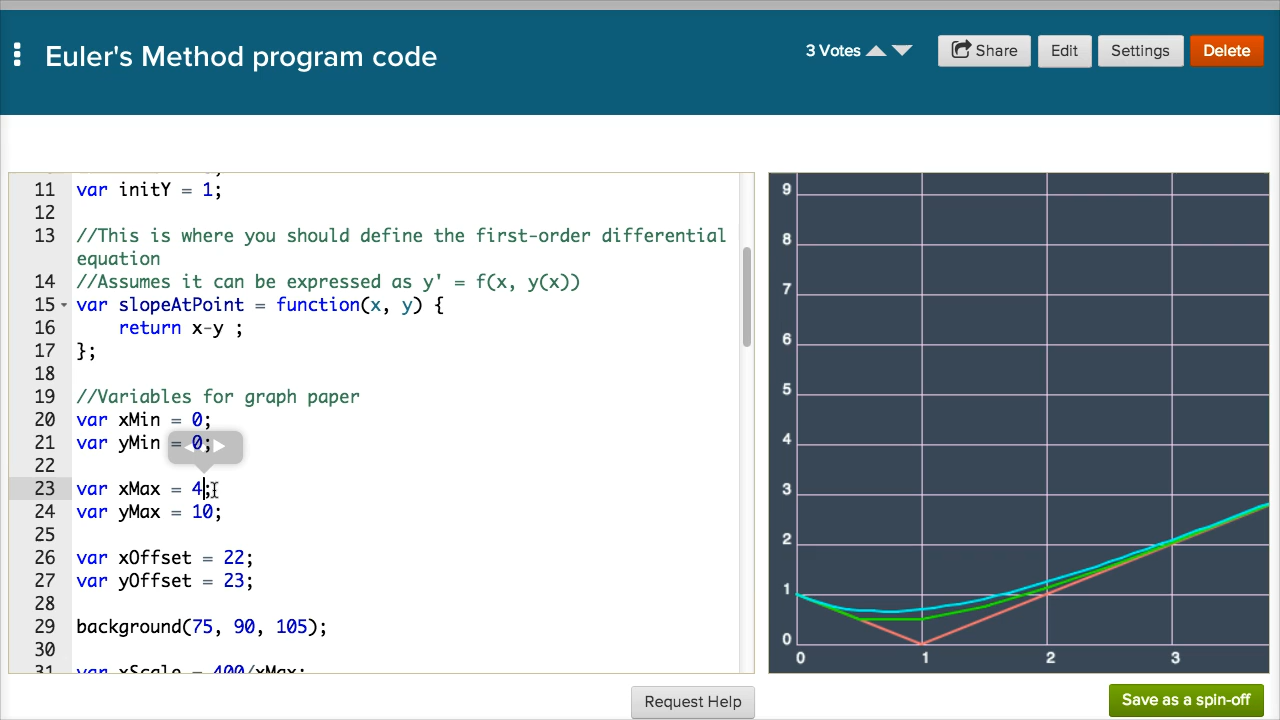 Euler's Method program code
3 Votes
Share
Edit
Settings
Delete
11 var initY = 1;
12
13 //This is where you should define the first-order differential
equation
14 //Assumes it can be expressed as y' = f(x, y(x))
15 var slopeAtPoint = function(x, y) {
16 return x-y ;
17 };
18
19 //Variables for graph paper
20 var xMin = 0;
21 var yMin = 0;
22
23 var xMax = 4;
24 var yMax = 10;
25
26 var xOffset = 22;
27 var yOffset = 23;
28
29 background(75, 90, 105);
30
31 var xScale = 400/xMax;
9
8
7
6
5
4
3
2
1
0
0 1 2 3
Request Help
Save as a spin-off